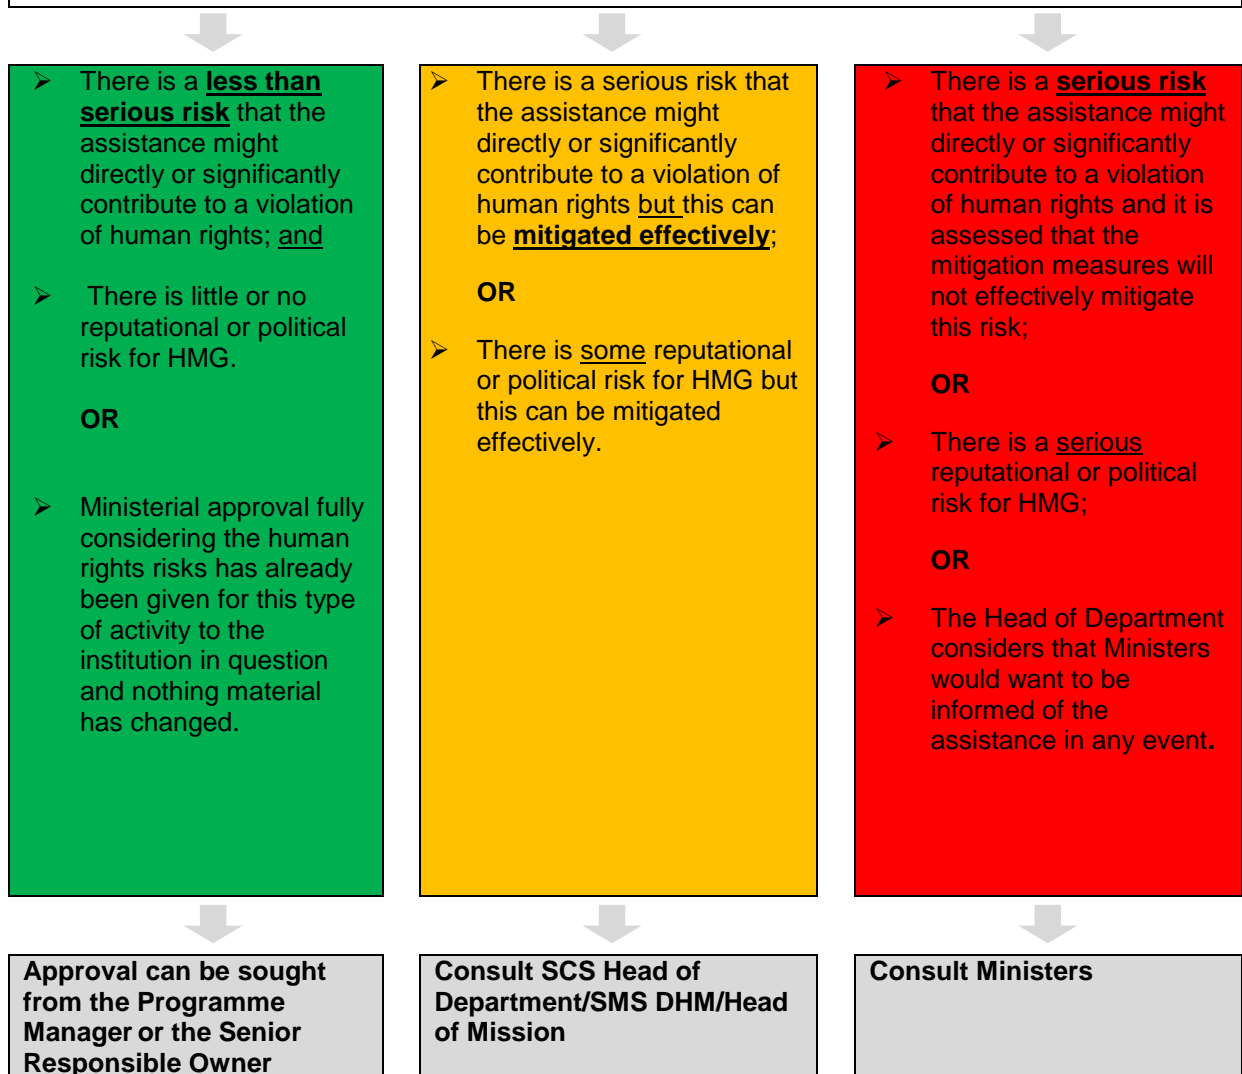 ➢ There is a less than
serious risk that the
assistance might
directly or significantly
contribute to a violation
of human rights; and
➢ There is little or no
reputational or political
risk for HMG.
OR
➢ Ministerial approval fully
considering the human
rights risks has already
been given for this type
of activity to the
institution in question
and nothing material
has changed.
➢ There is a serious risk that
the assistance might
directly or significantly
contribute to a violation of
human rights but this can
be mitigated effectively;
OR
➢ There is some reputational
or political risk for HMG but
this can be mitigated
effectively.
➢ There is a serious risk
that the assistance might
directly or significantly
contribute to a violation
of human rights and it is
assessed that the
mitigation measures will
not effectively mitigate
this risk;
OR
➢ There is a serious
reputational or political
risk for HMG;
OR
➢ The Head of Department
considers that Ministers
would want to be
informed of the
assistance in any event.
Approval can be sought
from the Programme
Manager or the Senior
Responsible Owner
Consult SCS Head of
Department/SMS DHM/Head
of Mission
Consult Ministers